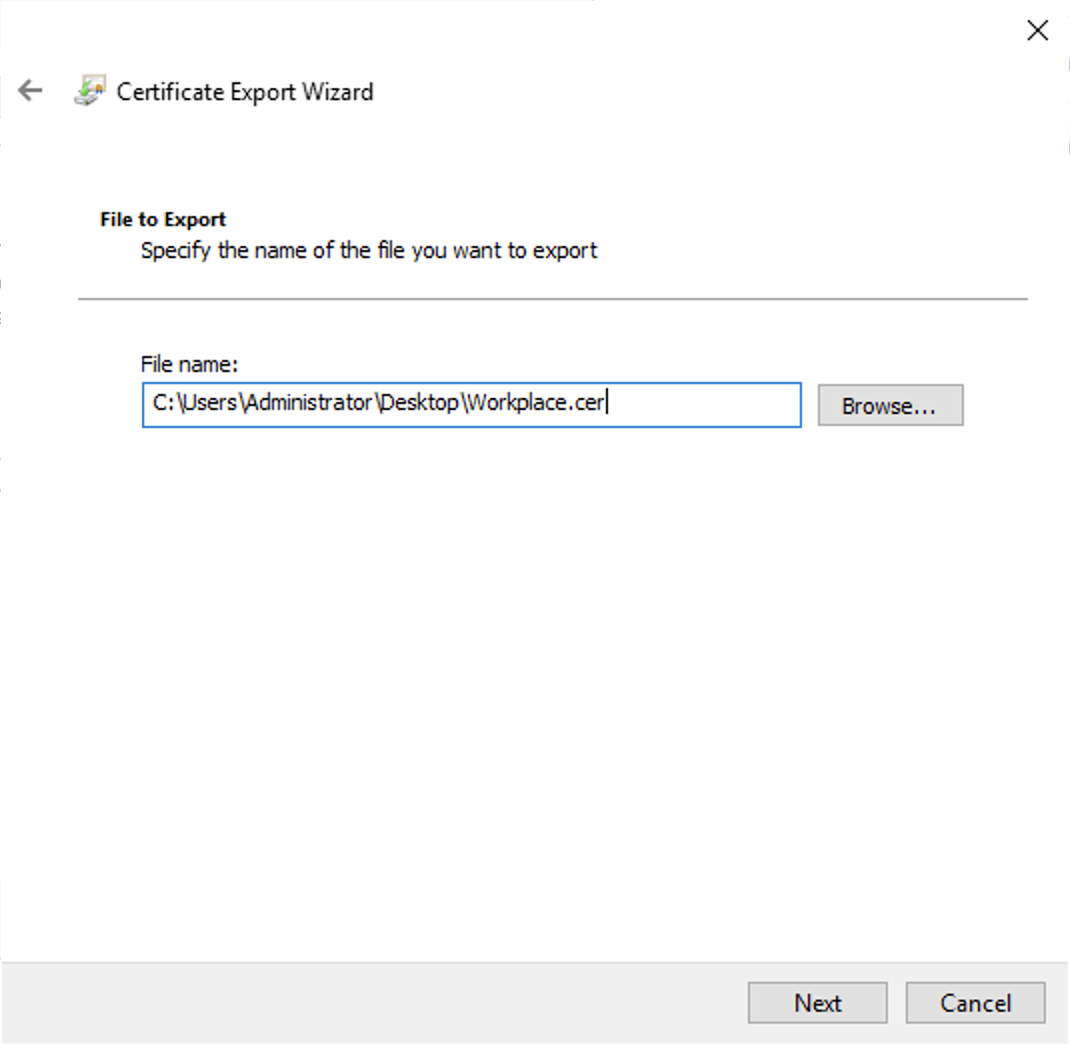 Certificate Export Wizard
File to Export
Specify the name of the file you want to export
File name:
C:\Users\Administrator\Desktop\Workplace.cer
Browse...
Next
Cancel